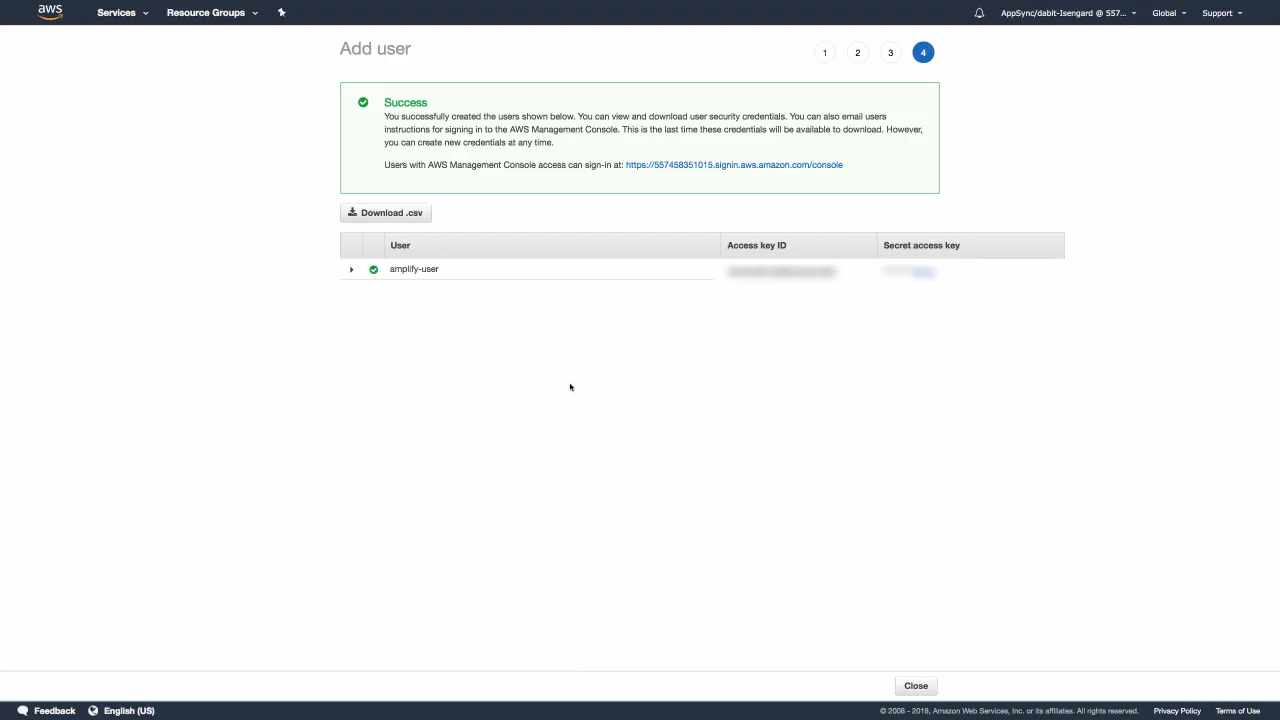 aws
Services
Resource Groups
AppSync/dabit-Isengard @ 557...
Global
Support
Add user
1
2
3
4
Success
You successfully created the users shown below. You can view and download user security credentials. You can also email users
instructions for signing in to the AWS Management Console. This is the last time these credentials will be available to download. However,
you can create new credentials at any time.
Users with AWS Management Console access can sign-in at: https://557458351015.signin.aws.amazon.com/console
Download .csv
User
Access key ID
Secret access key
amplify-user
Close
Feedback
English (US)
© 2008 - 2018, Amazon Web Services, Inc. or its affiliates. All rights reserved.
Privacy Policy
Terms of Use